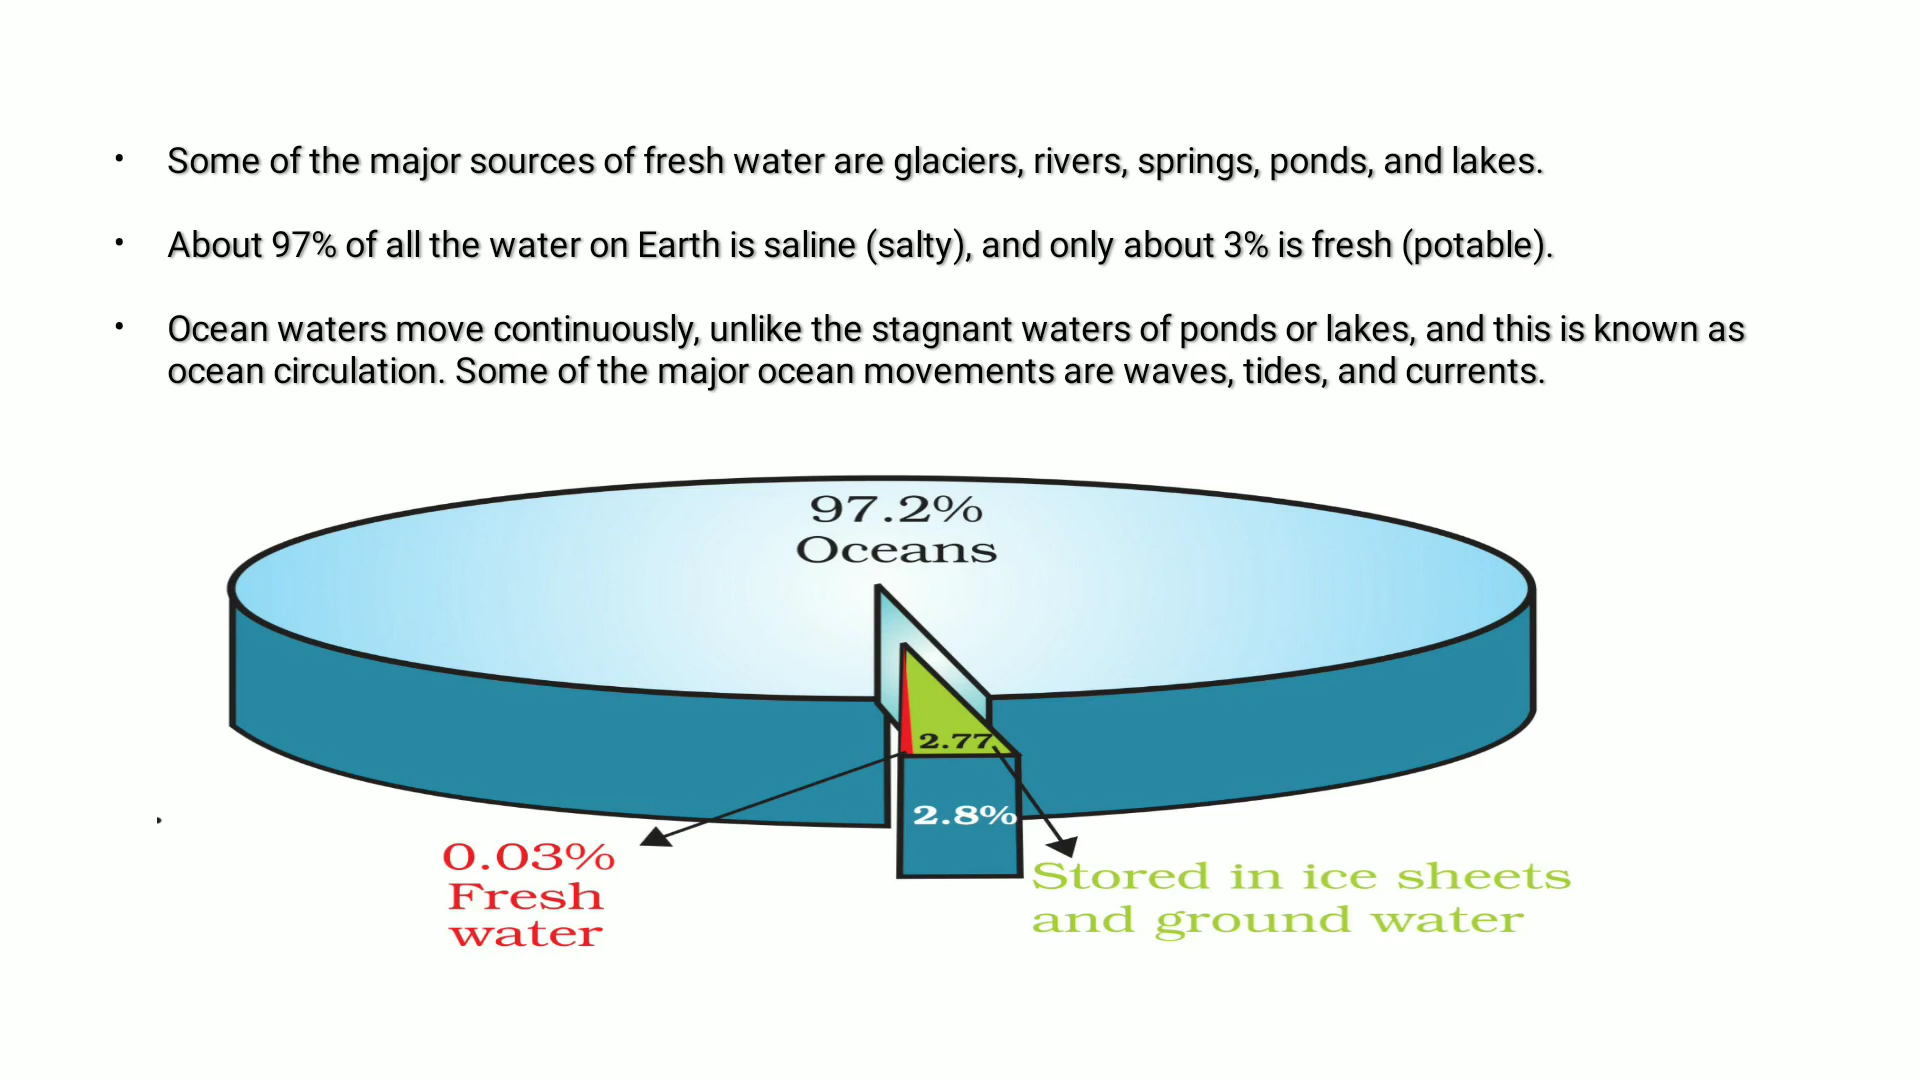 • Some of the major sources of fresh water are glaciers, rivers, springs, ponds, and lakes.
• About 97% of all the water on Earth is saline (salty), and only about 3% is fresh (potable).
• Ocean waters move continuously, unlike the stagnant waters of ponds or lakes, and this is known as
ocean circulation. Some of the major ocean movements are waves, tides, and currents.
97.2%
Oceans
2.77
2.8%
0.03%
Fresh
water
Stored in ice sheets
and ground water